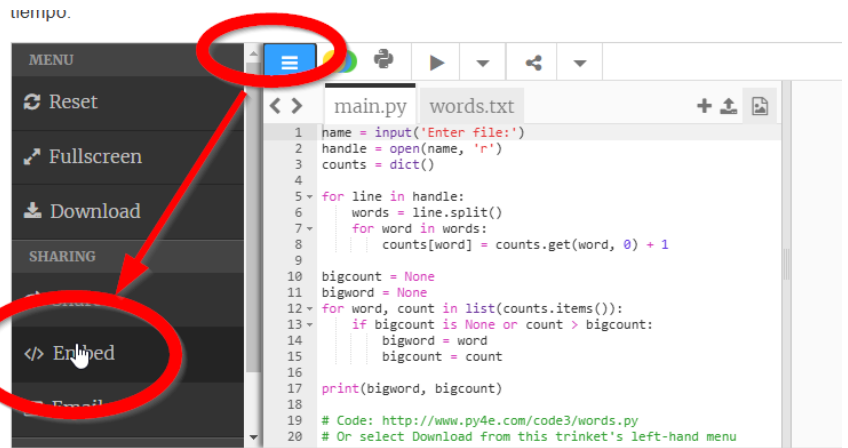 tiempo.
MENU
Reset
Fullscreen
Download
SHARING
Share
</> Embed
Email
main.py
words.txt
1 name = input('Enter file:')
2 handle = open(name, 'r')
3 counts = dict()
4
5 for line in handle:
6 words = line.split()
7 for word in words:
8 counts[word] = counts.get(word, 0) + 1
9
10 bigcount = None
11 bigword = None
12 for word, count in list(counts.items()):
13 if bigcount is None or count > bigcount:
14 bigword = word
15 bigcount = count
16
17 print(bigword, bigcount)
18
19 # Code: http://www.py4e.com/code3/words.py
20 # Or select Download from this trinket's left-hand menu